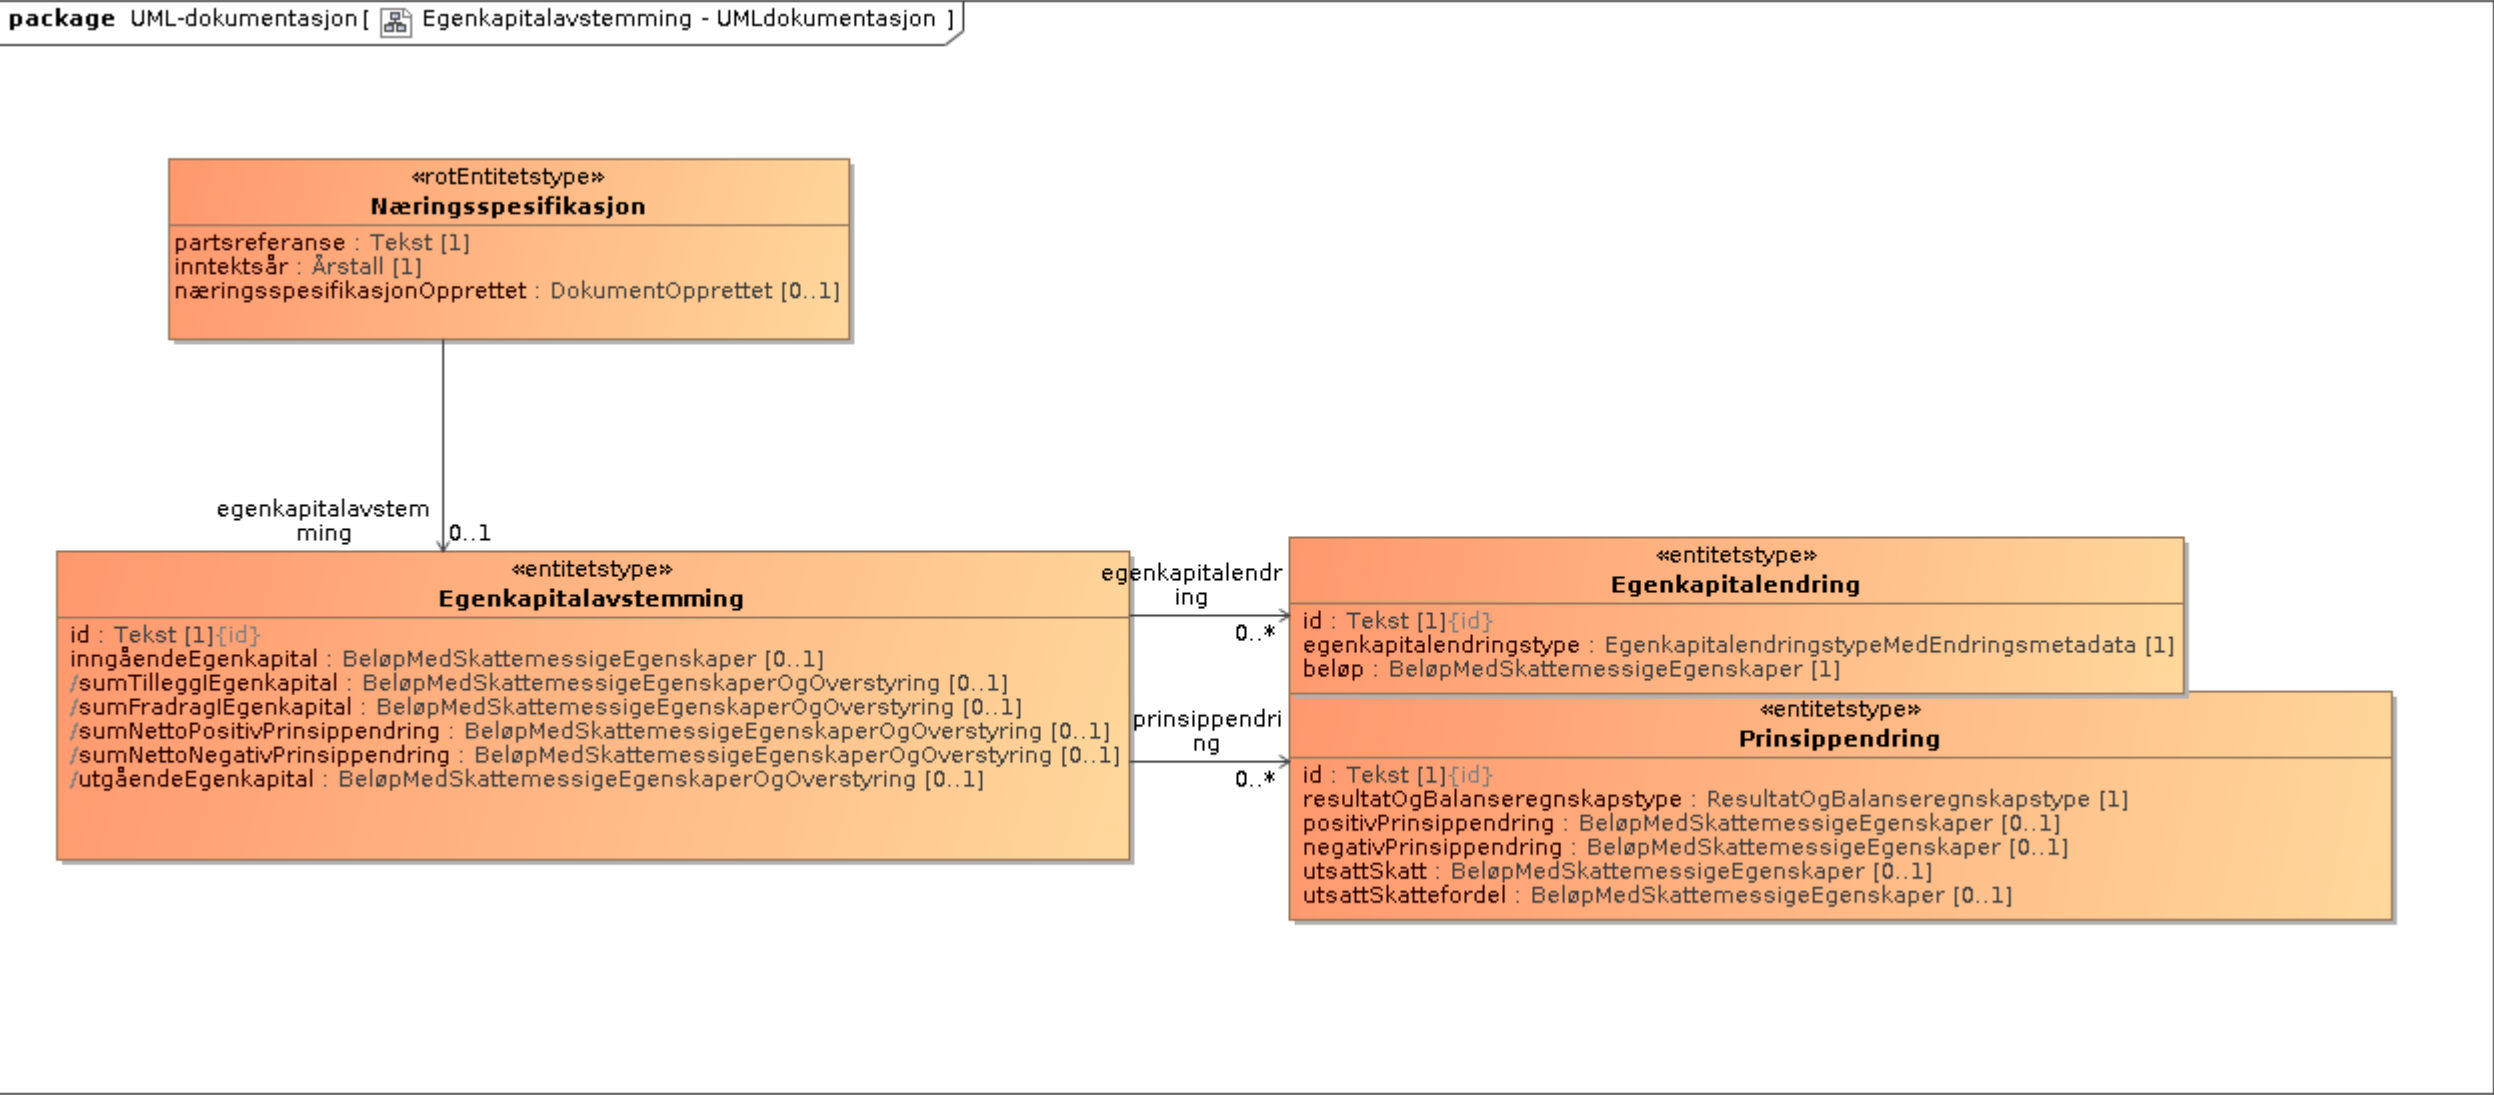 package UML-dokumentasjon[ Egenkapitalavstemming - UMLdokumentasjon ]
«rotEntitetstype»
Næringsspesifikasjon
partsreferanse : Tekst [1]
inntektsår : Årstall [1]
næringsspesifikasjonOpprettet : DokumentOpprettet [0..1]
egenkapitalavstem
ming
0..1
«entitetstype»
Egenkapitalavstemming
id : Tekst [1]{id}
inngåendeEgenkapital : BeløpMedSkattemessigeEgenskaper [0..1]
/sumTilleggIEgenkapital : BeløpMedSkattemessigeEgenskaperOgOverstyring [0..1]
/sumFradragIEgenkapital : BeløpMedSkattemessigeEgenskaperOgOverstyring [0..1]
/sumNettoPositivPrinsippendring : BeløpMedSkattemessigeEgenskaperOgOverstyring [0..1]
/sumNettoNegativPrinsippendring : BeløpMedSkattemessigeEgenskaperOgOverstyring [0..1]
/utgåendeEgenkapital : BeløpMedSkattemessigeEgenskaperOgOverstyring [0..1]
egenkapitalendr
ing
0..*
«entitetstype»
Egenkapitalendring
id : Tekst [1]{id}
egenkapitalendringstype : EgenkapitalendringstypeMedEndringsmetadata [1]
beløp : BeløpMedSkattemessigeEgenskaper [1]
prinsippendri
ng
0..*
«entitetstype»
Prinsippendring
id : Tekst [1]{id}
resultatOgBalanseregnskapstype : ResultatOgBalanseregnskapstype [1]
positivPrinsippendring : BeløpMedSkattemessigeEgenskaper [0..1]
negativPrinsippendring : BeløpMedSkattemessigeEgenskaper [0..1]
utsattSkatt : BeløpMedSkattemessigeEgenskaper [0..1]
utsattSkattefordel : BeløpMedSkattemessigeEgenskaper [0..1]